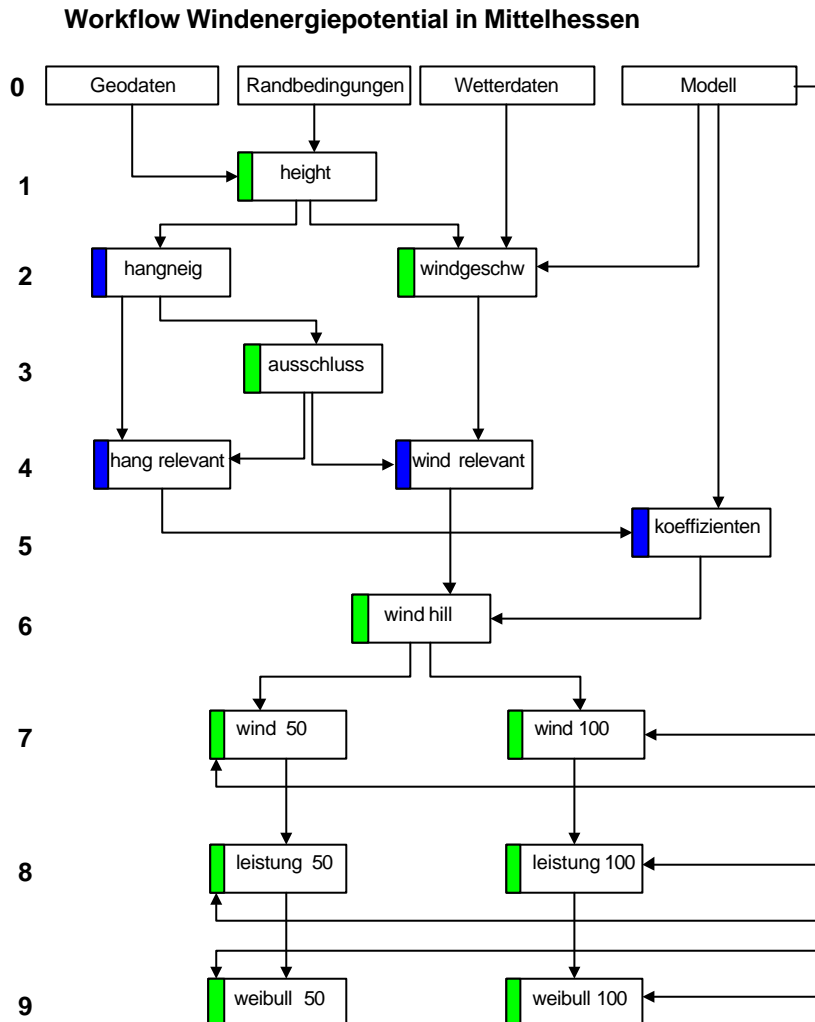 Workflow Windenergiepotential in Mittelhessen
0 Geodaten Randbedingungen Wetterdaten Modell
1 height
2 hangneig windgeschw
3 ausschluss
4 hang relevant wind relevant
5 koeffizienten
6 wind hill
7 wind 50 wind 100
8 leistung 50 leistung 100
9 weibull 50 weibull 100